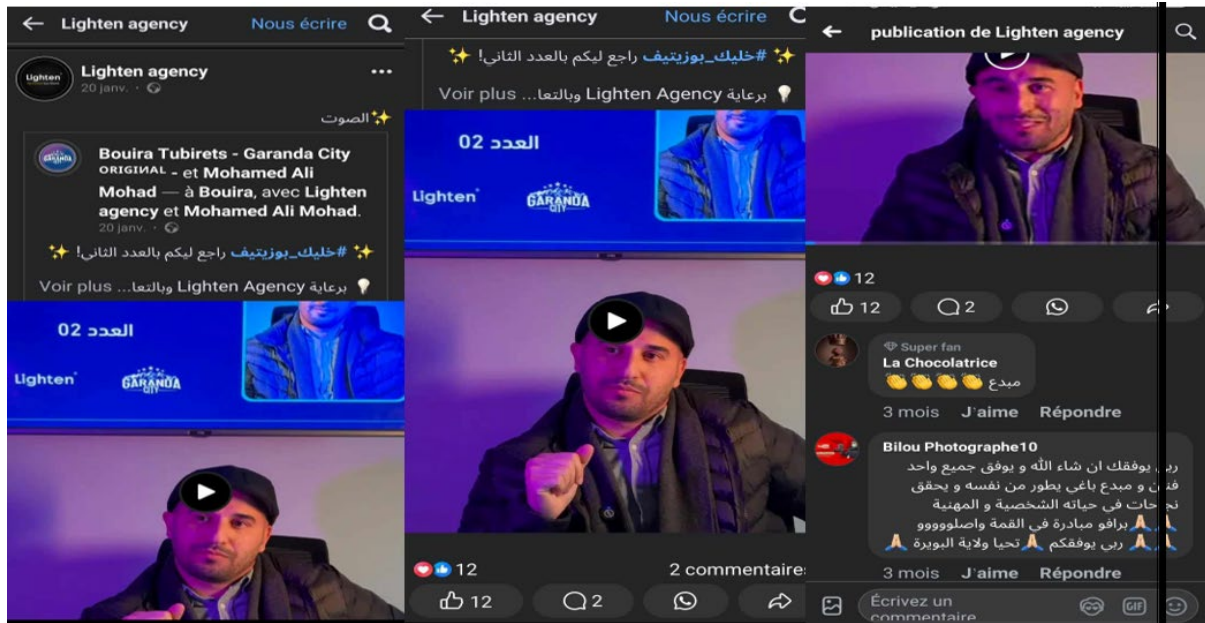 Lighten agency
Nous écrire
Lighten
Lighten agency
20 janv.
✨الصوت
GARANDA
Bouira Tubirets - Garanda City
ORIGIИAL - et Mohamed Ali
Mohad — à Bouira, avec Lighten
agency et Mohamed Ali Mohad.
20 janv.
✨ #خليك_بوزيتيف راجع ليكم بالعدد الثاني! ✨
💡 برعاية Lighten Agency وبالتعا... Voir plus
العدد 02
Lighten
GARANDA
CITY
Lighten agency
Nous écrire
✨ #خليك_بوزيتيف راجع ليكم بالعدد الثاني! ✨
💡 برعاية Lighten Agency وبالتعا... Voir plus
العدد 02
Lighten
GARANDA
CITY
12
2 commentaire
12
2
publication de Lighten agency
12
12
2
Super fan
La Chocolatrice
مبدع 👏👏👏👏
3 mois J'aime Répondre
Bilou Photographe10
ربي يوفقك ان شاء الله و يوفق جميع واحد
و مبدع باغي يطور من نفسه و يحقق
في حياته الشخصية و المهنية
🙏🙏 برافو مبادرة في القمة واصلووووو
🙏🙏 ربي يوفقكم 🙏 تحيا ولاية البويرة 🙏
3 mois J'aime Répondre
Écrivez un
commentaire
GIF